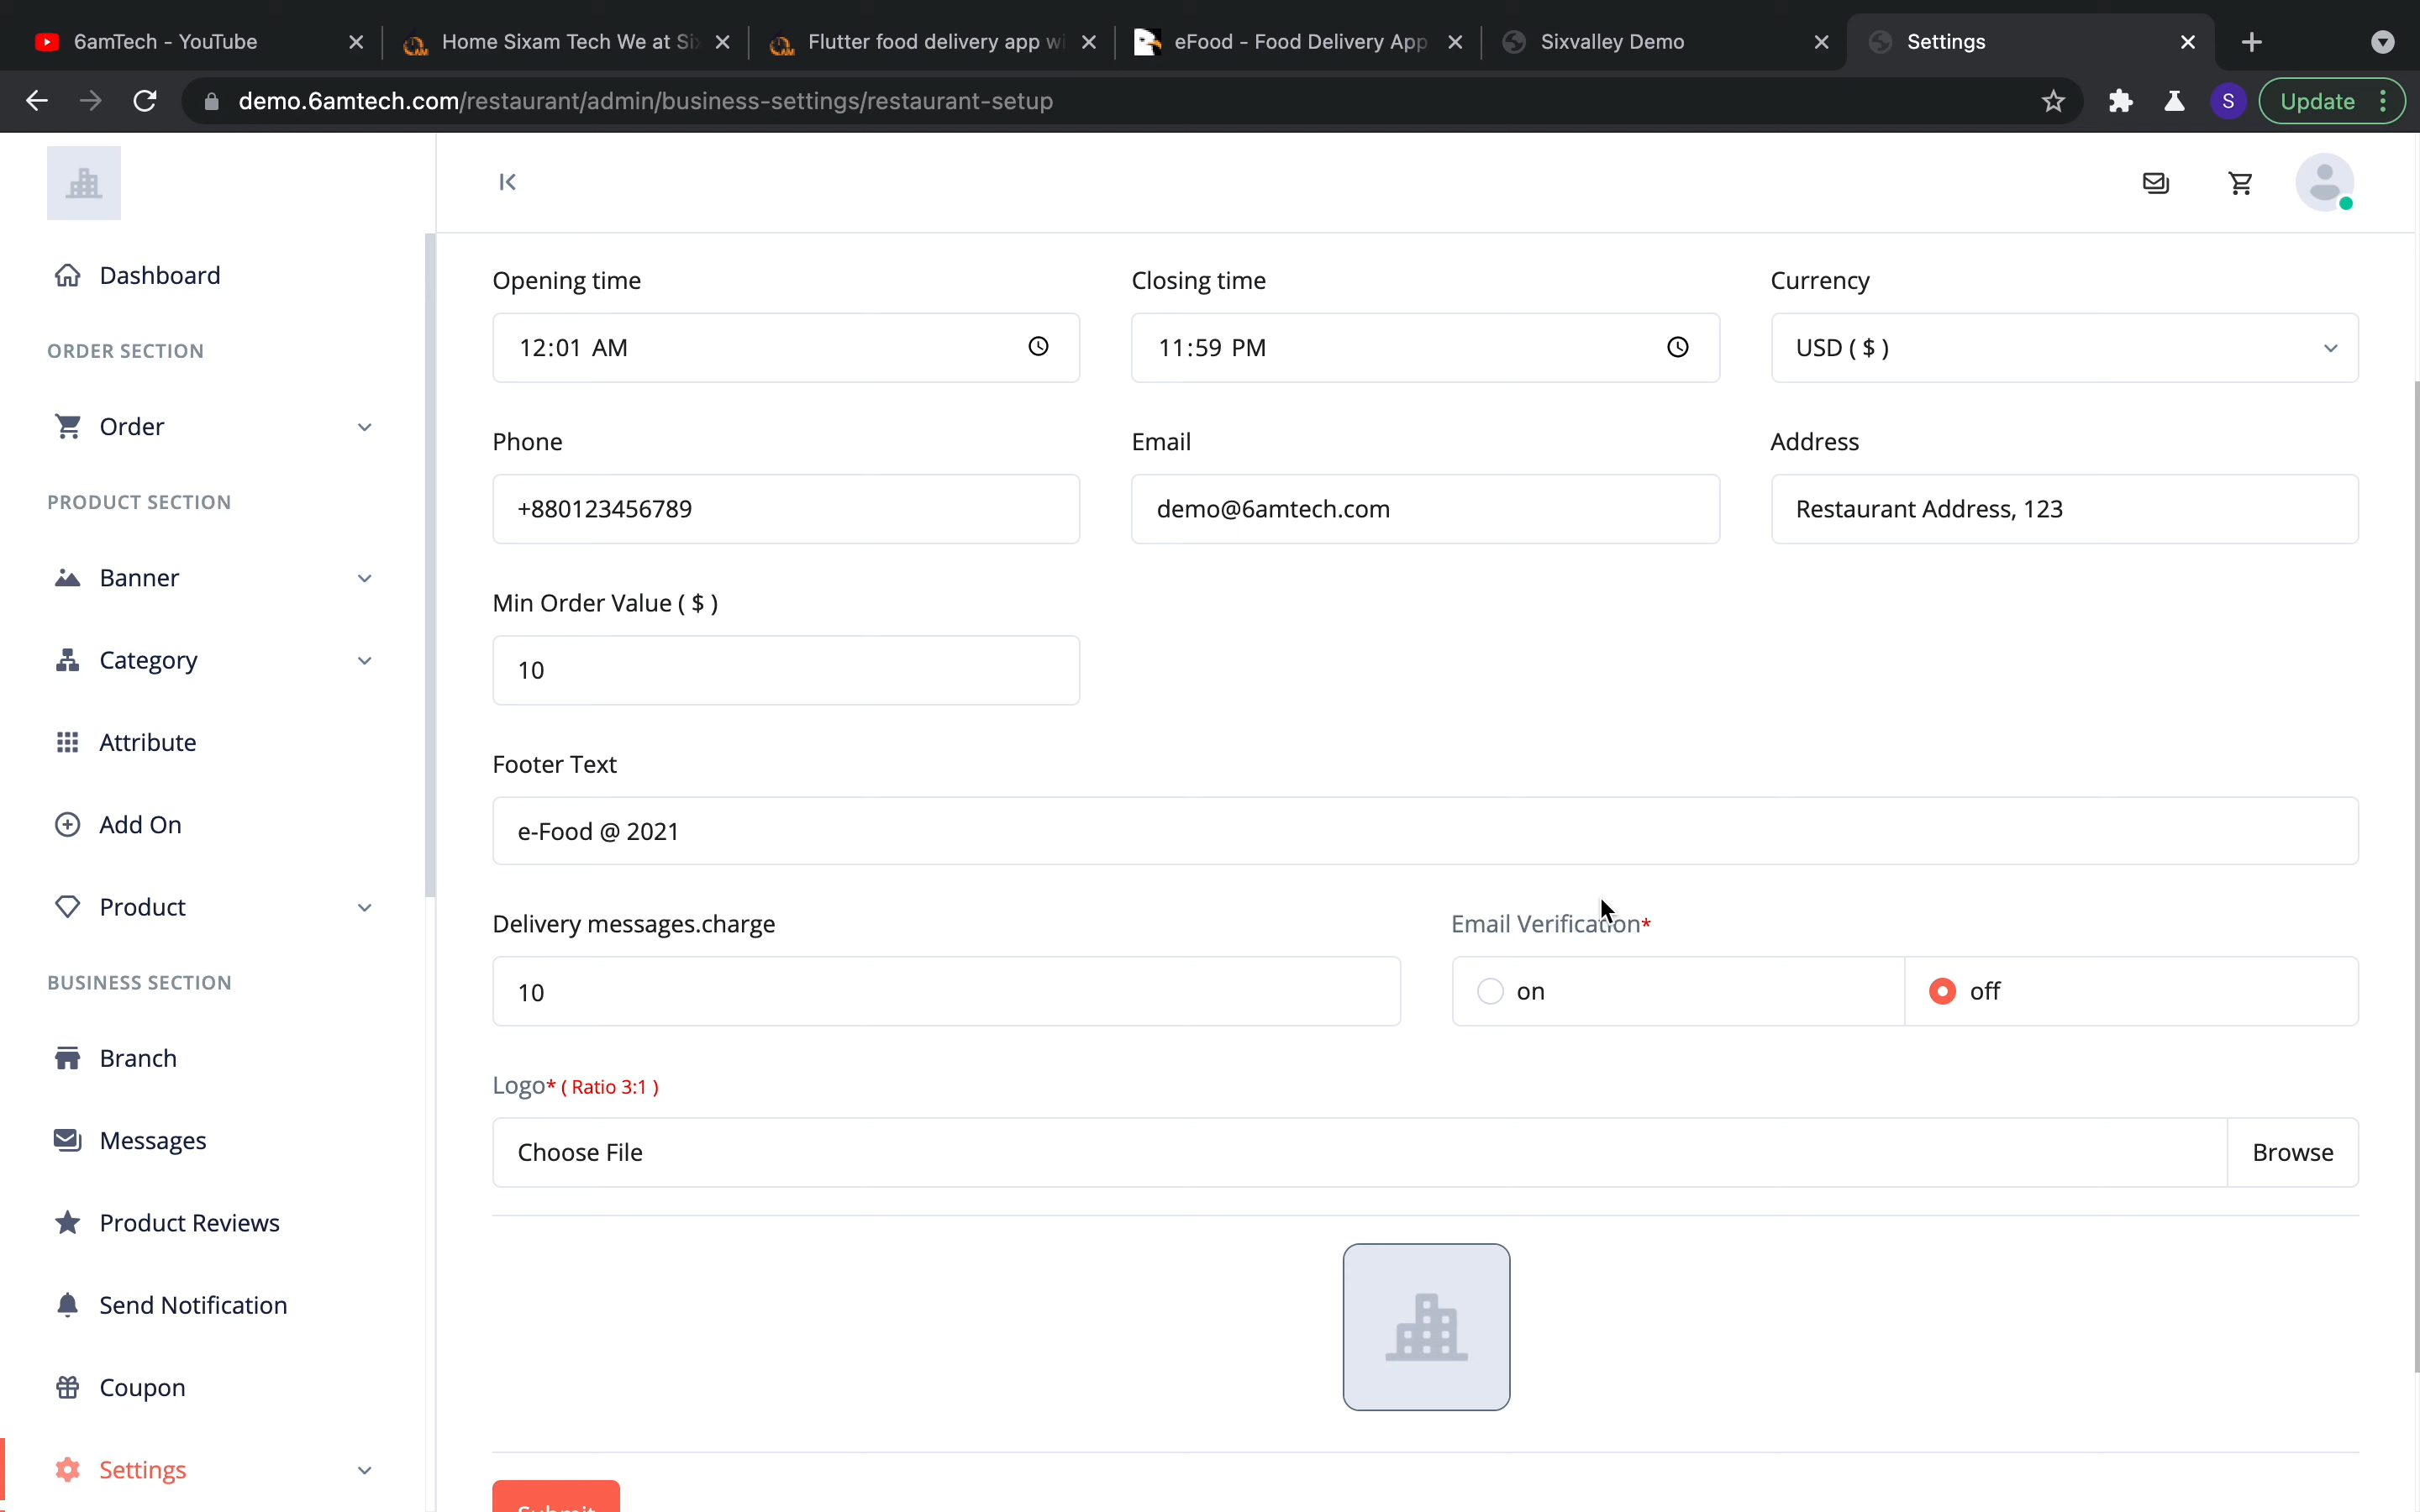 6amTech - YouTube
Home Sixam Tech We at Si
Flutter food delivery app wi
eFood - Food Delivery App
Sixvalley Demo
Settings
demo.6amtech.com/restaurant/admin/business-settings/restaurant-setup
S
Update
Dashboard
ORDER SECTION
Order
PRODUCT SECTION
Banner
Category
Attribute
Add On
Product
BUSINESS SECTION
Branch
Messages
Product Reviews
Send Notification
Coupon
Settings
Opening time
Closing time
Currency
12:01 AM
11:59 PM
USD ( $ )
Phone
Email
Address
+880123456789
demo@6amtech.com
Restaurant Address, 123
Min Order Value ( $ )
10
Footer Text
e-Food @ 2021
Delivery messages.charge
Email Verification*
10
on
off
Logo* ( Ratio 3:1 )
Choose File
Browse
Submit